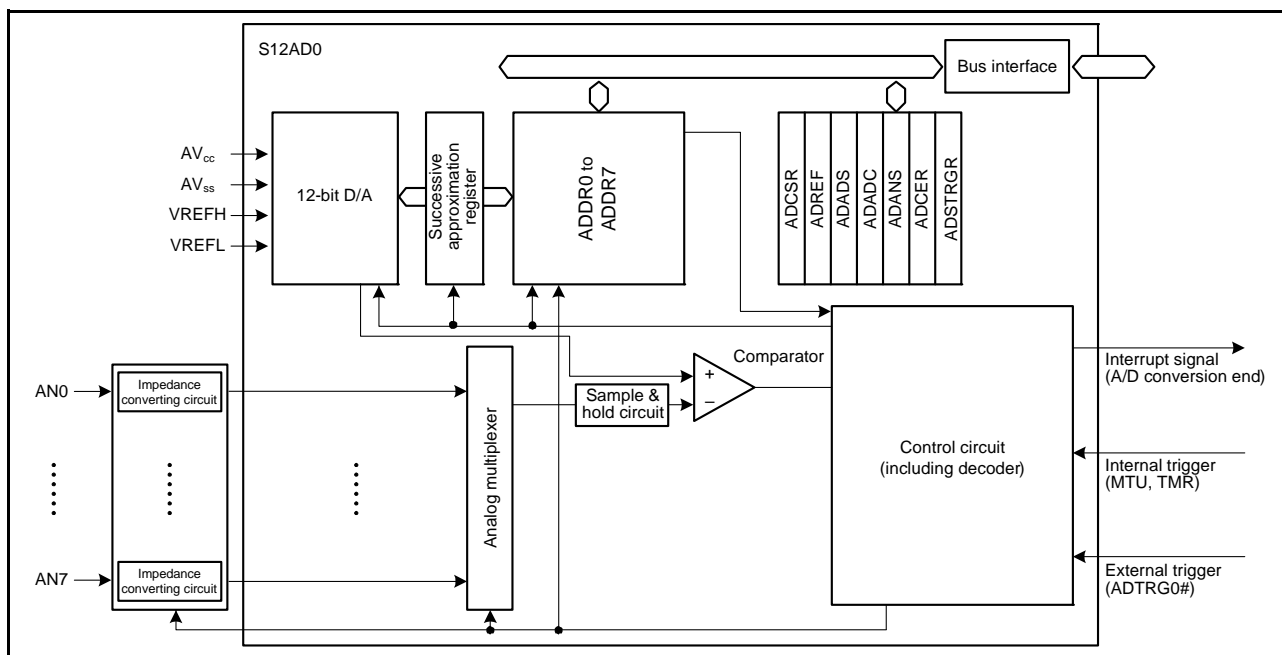 S12AD0
Bus interface
AVcc
AVss
VREFH
VREFL
12-bit D/A
Successive
approximation
register
ADDR0 to
ADDR7
ADCSR
ADREF
ADADS
ADADC
ADANS
ADCER
ADSTRGR
AN0
Impedance
converting circuit
AN7
Impedance
converting circuit
Analog multiplexer
Sample &
hold circuit
Comparator
+
−
Control circuit
(including decoder)
Interrupt signal
(A/D conversion end)
Internal trigger
(MTU, TMR)
External trigger
(ADTRG0#)